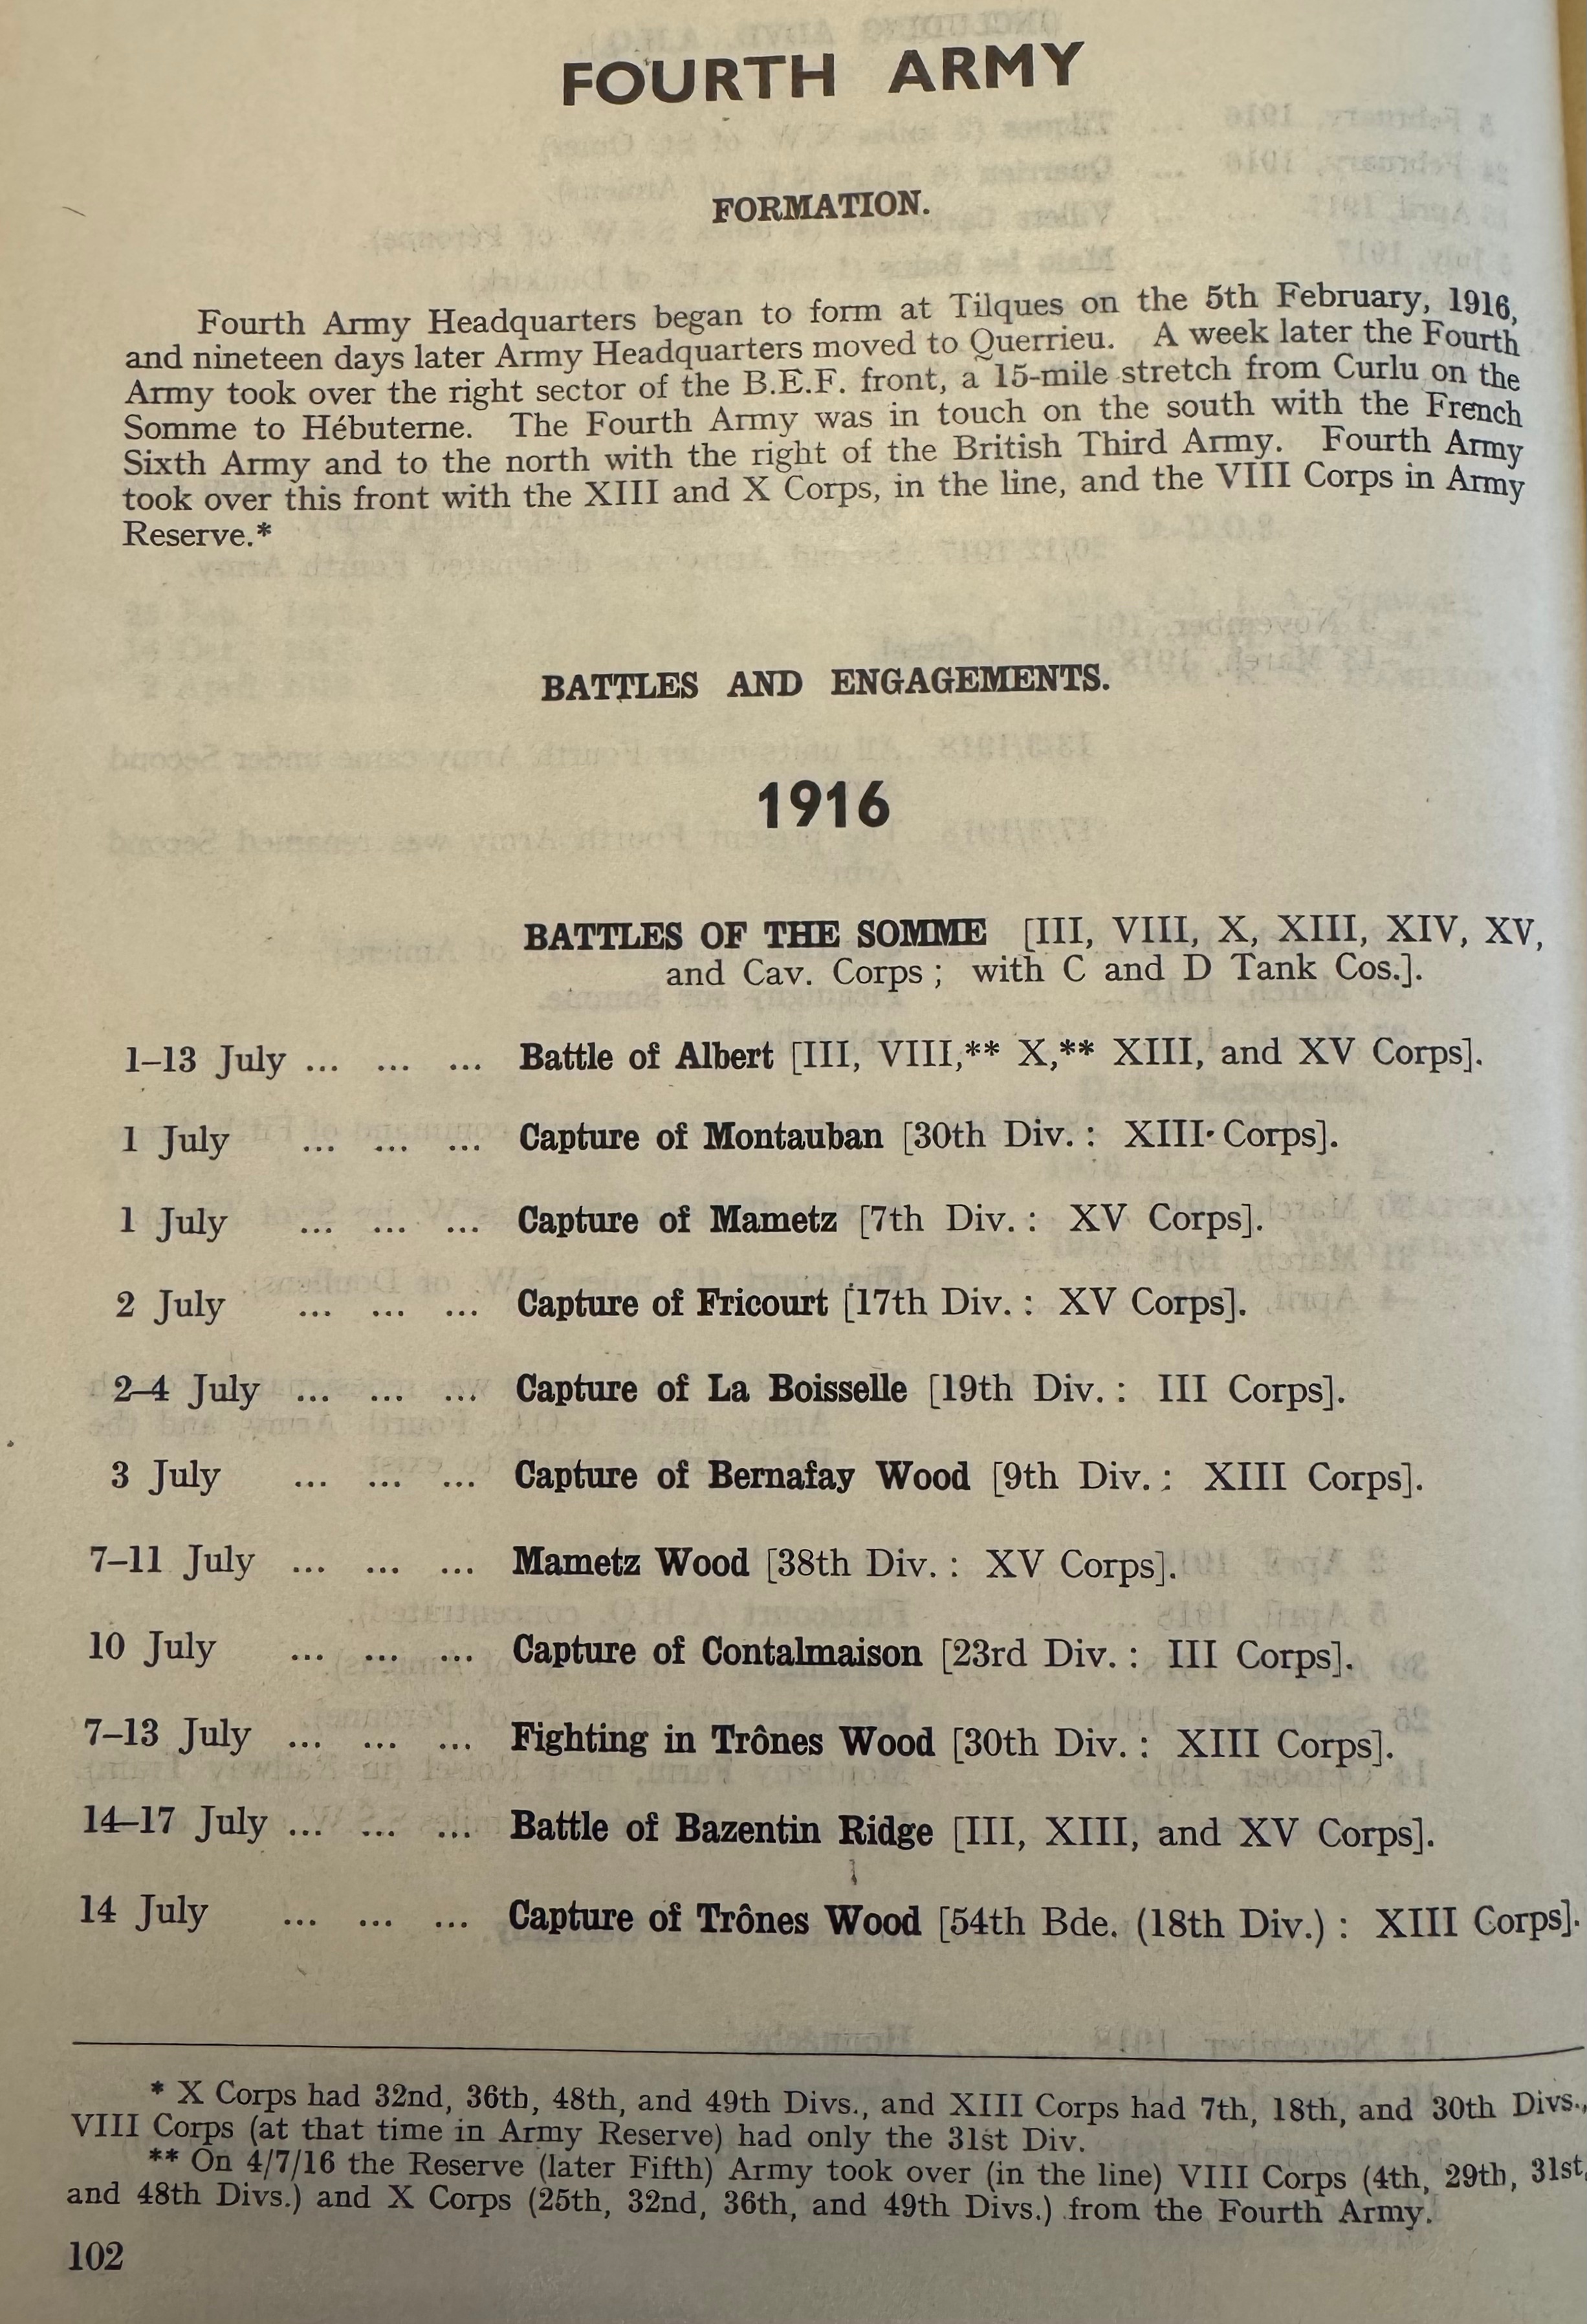 FOURTH ARMY
FORMATION.
Fourth Army Headquarters began to form at Tilques on the 5th February, 1916,
and nineteen days later Army Headquarters moved to Querrieu. A week later the Fourth
Army took over the right sector of the B.E.F. front, a 15-mile stretch from Curlu on the
Somme to Hébuterne. The Fourth Army was in touch on the south with the French
Sixth Army and to the north with the right of the British Third Army. Fourth Army
took over this front with the XIII and X Corps, in the line, and the VIII Corps in Army
Reserve.*
BATTLES AND ENGAGEMENTS.
1916
BATTLES OF THE SOMME [III, VIII, X, XIII, XIV, XV,
and Cav. Corps; with C and D Tank Cos.].
1–13 July ... ... ... Battle of Albert [III, VIII,** X,** XIII, and XV Corps].
1 July ... ... ... Capture of Montauban [30th Div.: XIII Corps].
1 July ... ... ... Capture of Mametz [7th Div.: XV Corps].
2 July ... ... ... Capture of Fricourt [17th Div.: XV Corps].
2–4 July ... ... ... Capture of La Boisselle [19th Div.: III Corps].
3 July ... ... ... Capture of Bernafay Wood [9th Div.: XIII Corps].
7–11 July ... ... ... Mametz Wood [38th Div.: XV Corps].
10 July ... ... ... Capture of Contalmaison [23rd Div.: III Corps].
7–13 July ... ... ... Fighting in Trônes Wood [30th Div.: XIII Corps].
14–17 July ... ... ... Battle of Bazentin Ridge [III, XIII, and XV Corps].
14 July ... ... ... Capture of Trônes Wood [54th Bde. (18th Div.): XIII Corps].
* X Corps had 32nd, 36th, 48th, and 49th Divs., and XIII Corps had 7th, 18th, and 30th Divs.,
VIII Corps (at that time in Army Reserve) had only the 31st Div.
** On 4/7/16 the Reserve (later Fifth) Army took over (in the line) VIII Corps (4th, 29th, 31st,
and 48th Divs.) and X Corps (25th, 32nd, 36th, and 49th Divs.) from the Fourth Army.
102